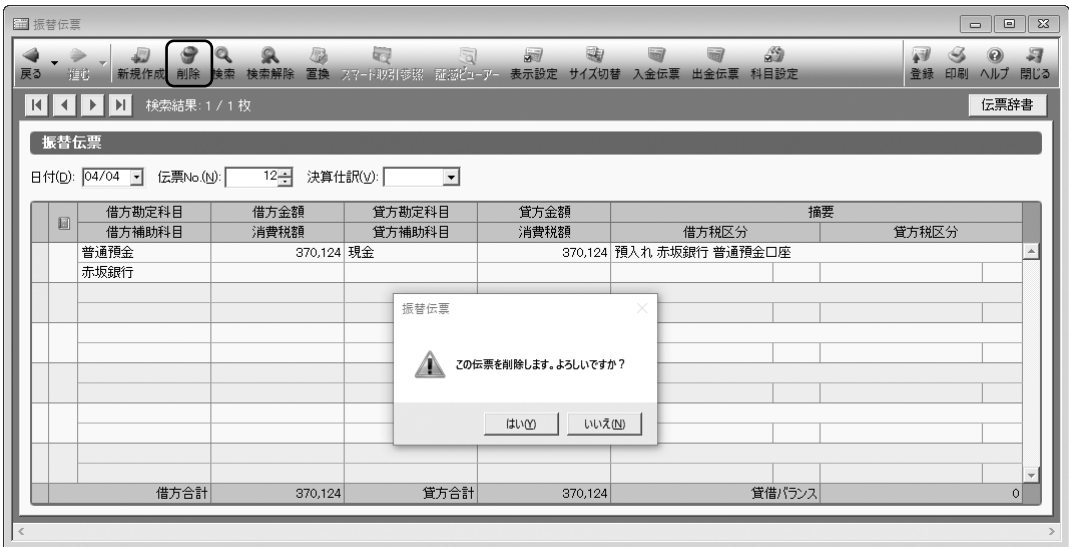 振替伝票
戻る 進む 新規作成 削除 検索 検索解除 置換 スマート取引参照 証憑ビューアー 表示設定 サイズ切替 入金伝票 出金伝票 科目設定 登録 印刷 ヘルプ 閉じる
検索結果: 1 / 1 枚 伝票辞書
振替伝票
日付(D): 04/04 伝票No.(N): 12 決算仕訳(V):
借方勘定科目 借方金額 貸方勘定科目 貸方金額 摘要
借方補助科目 消費税額 貸方補助科目 消費税額 借方税区分 貸方税区分
普通預金 370,124 現金 370,124 預入れ 赤坂銀行 普通預金口座
赤坂銀行
振替伝票
この伝票を削除します。よろしいですか？
はい(Y) いいえ(N)
借方合計 370,124 貸方合計 370,124 貸借バランス 0